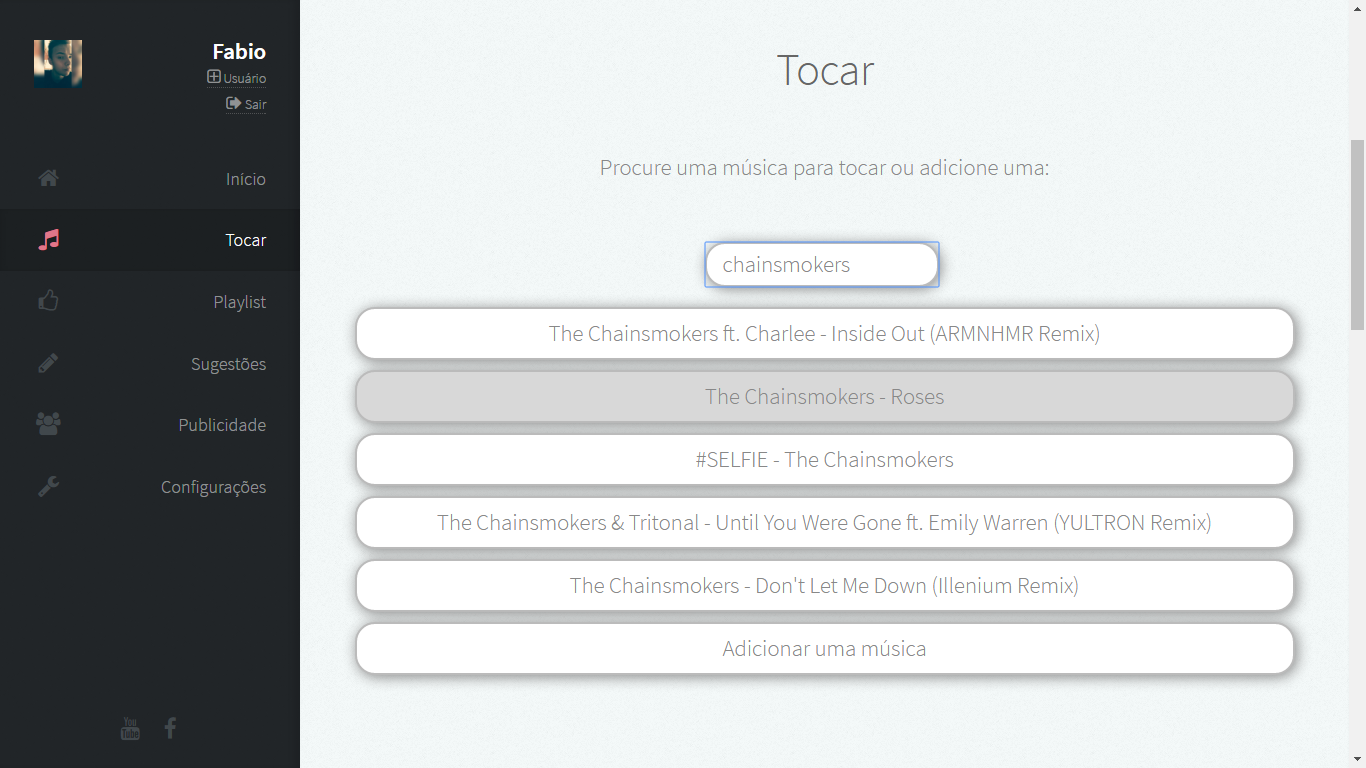 Fabio
Usuário
Sair
Início
Tocar
Playlist
Sugestões
Publicidade
Configurações
You
Tube
Tocar
Procure uma música para tocar ou adicione uma:
chainsmokers
The Chainsmokers ft. Charlee - Inside Out (ARMNHMR Remix)
The Chainsmokers - Roses
#SELFIE - The Chainsmokers
The Chainsmokers & Tritonal - Until You Were Gone ft. Emily Warren (YULTRON Remix)
The Chainsmokers - Don't Let Me Down (Illenium Remix)
Adicionar uma música